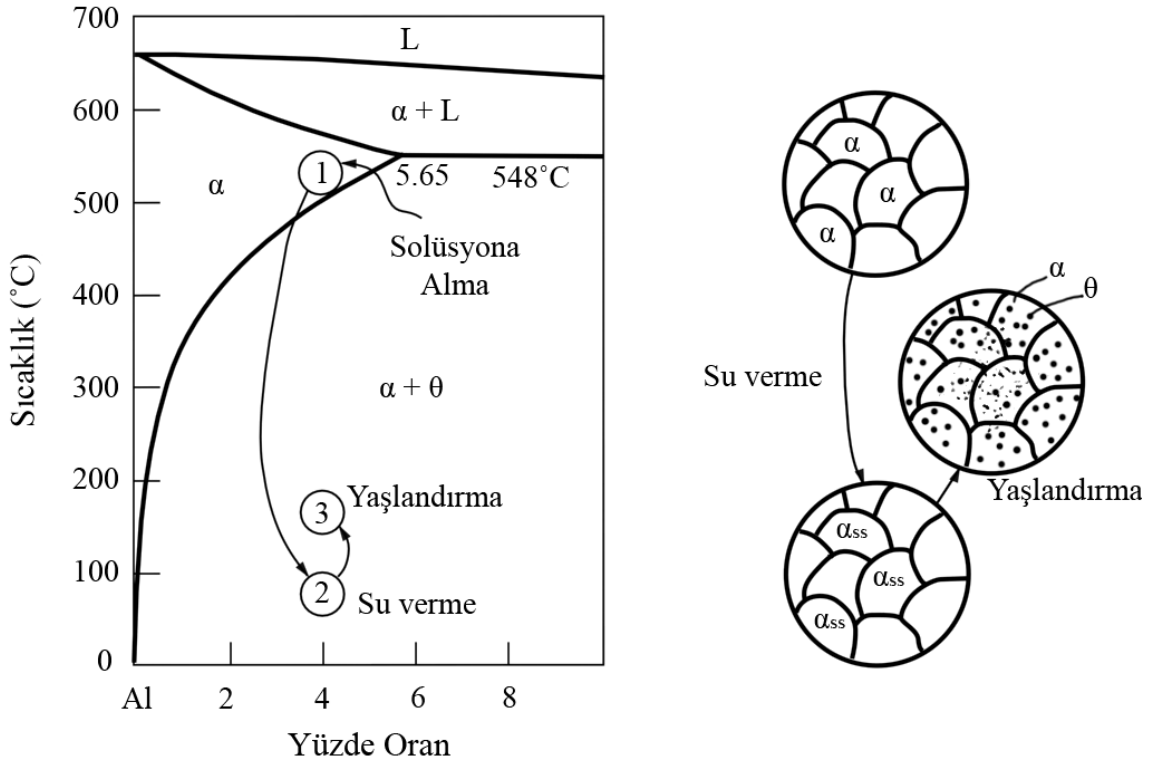 700
600
500
400
300
200
100
0
Sıcaklık (˚C)
L
α + L
α
1
5.65
548˚C
Solüsyona
Alma
α + θ
3
Yaşlandırma
2
Su verme
Al
2
4
6
8
Yüzde Oran
α
α
α
Su verme
α
θ
Yaşlandırma
αss
αss
αss